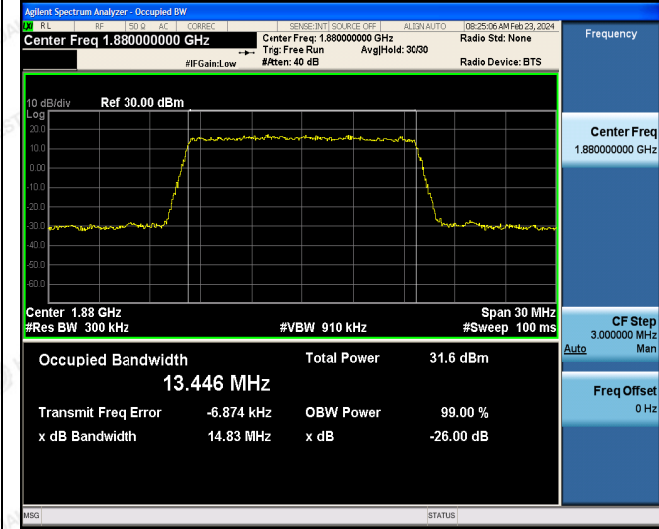 Agilent Spectrum Analyzer - Occupied BW
RL RF 50 Ω AC CORREC SENSE:INT SOURCE OFF ALIGN AUTO 08:25:06 AM Feb 23, 2024
Center Freq 1.880000000 GHz
Center Freq: 1.880000000 GHz
Radio Std: None
Trig: Free Run Avg|Hold: 30/30
#IFGain:Low #Atten: 40 dB Radio Device: BTS
Frequency
10 dB/div Ref 30.00 dBm
Log
20.0
10.0
0.00
-10.0
-20.0
-30.0
-40.0
-50.0
-60.0
Center 1.88 GHz Span 30 MHz
#Res BW 300 kHz #VBW 910 kHz #Sweep 100 ms
Center Freq
1.880000000 GHz
CF Step
3.000000 MHz
Auto Man
Freq Offset
0 Hz
Occupied Bandwidth Total Power 31.6 dBm
13.446 MHz
Transmit Freq Error -6.874 kHz OBW Power 99.00 %
x dB Bandwidth 14.83 MHz x dB -26.00 dB
MSG STATUS